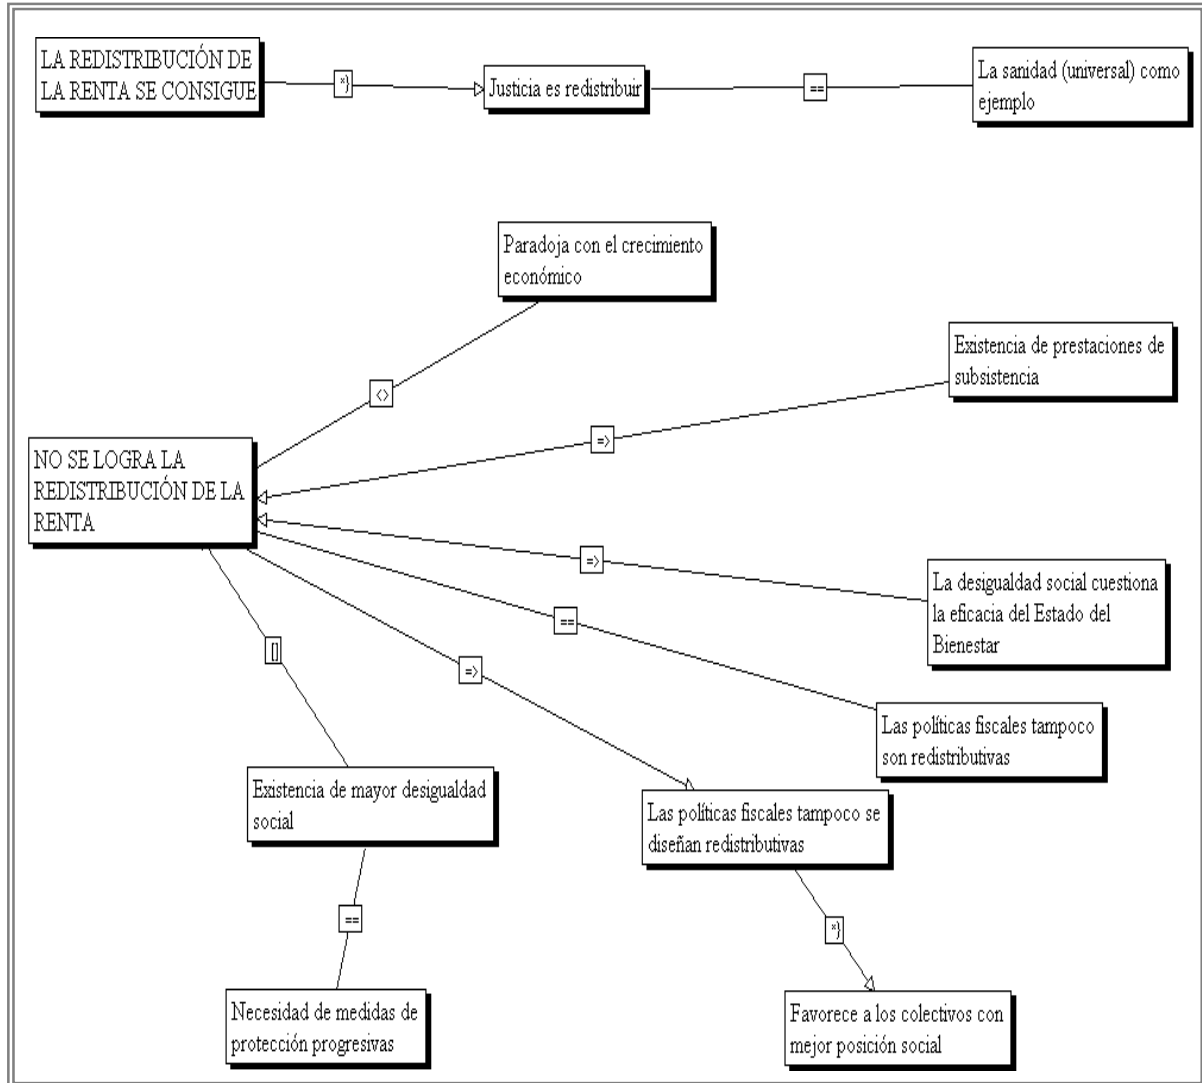 LA REDISTRIBUCIÓN DE
LA RENTA SE CONSIGUE
*}
Justicia es redistribuir
==
La sanidad (universal) como
ejemplo
Paradoja con el crecimiento
económico
<>
Existencia de prestaciones de
subsistencia
=>
NO SE LOGRA LA
REDISTRIBUCIÓN DE LA
RENTA
=>
La desigualdad social cuestiona
la eficacia del Estado del
Bienestar
==
[]
=>
Las políticas fiscales tampoco
son redistributivas
Existencia de mayor desigualdad
social
Las políticas fiscales tampoco se
diseñan redistributivas
==
*}
Necesidad de medidas de
protección progresivas
Favorece a los colectivos con
mejor posición social